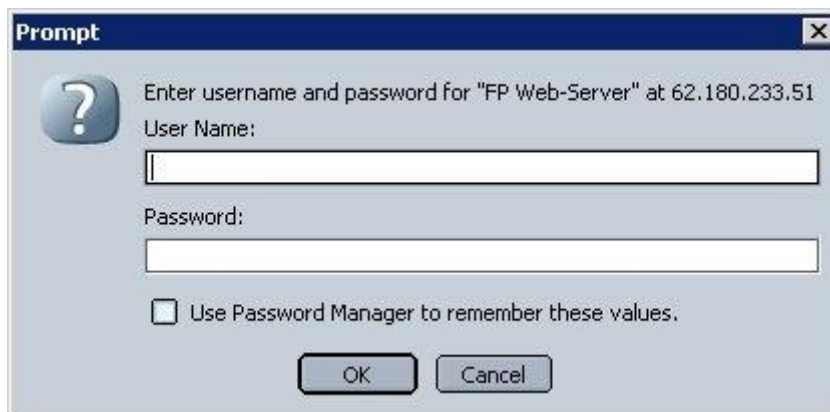 Prompt
Enter username and password for "FP Web-Server" at 62.180.233.51
User Name:
Password:
Use Password Manager to remember these values.
OK Cancel